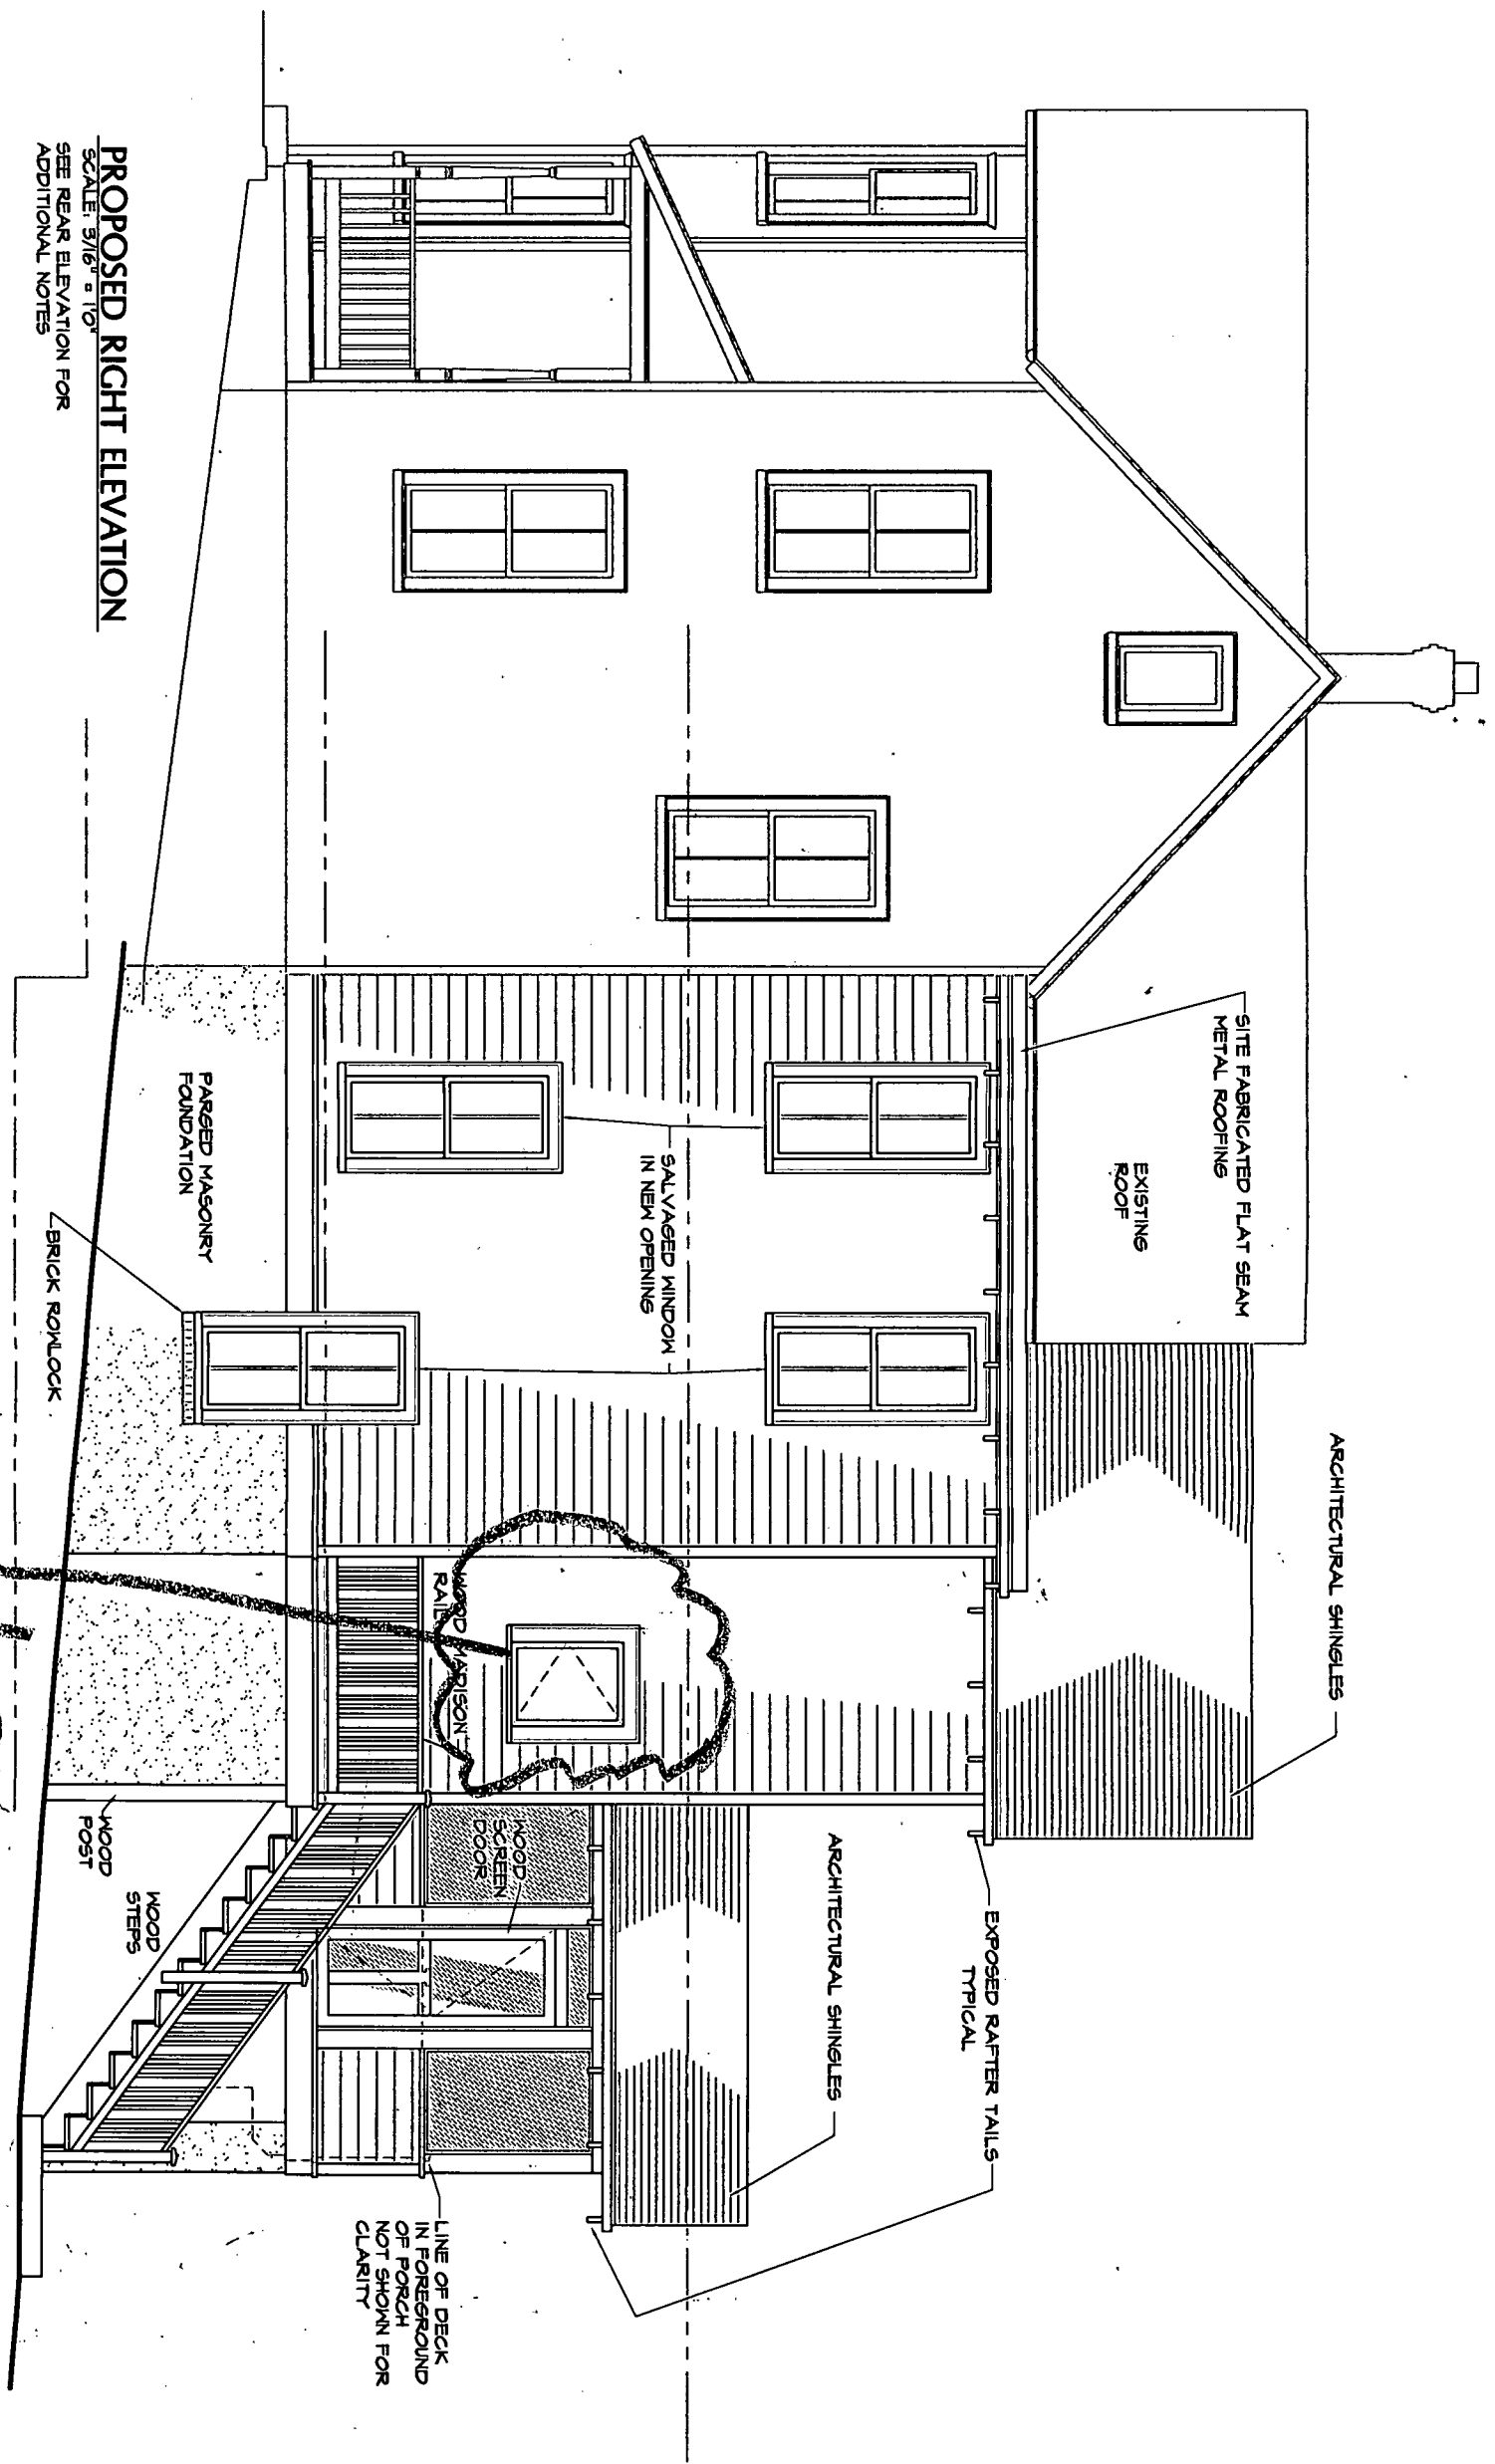 ARCHITECTURAL SHINGLES
SITE FABRICATED FLAT SEAM
METAL ROOFING
EXISTING
ROOF
EXPOSED RAFTER TAILS
TYPICAL
ARCHITECTURAL SHINGLES
SALVAGED WINDOW
IN NEW OPENING
WOOD
SCREEN
DOOR
WOOD MADISON
RAIL
LINE OF DECK
IN FOREGROUND
OF PORCH
NOT SHOWN FOR
CLARITY
PARGED MASONRY
FOUNDATION
BRICK ROWLOCK
WOOD
STEPS
WOOD
POST
PROPOSED RIGHT ELEVATION
SCALE: 3/16" = 1'0"
SEE REAR ELEVATION FOR
ADDITIONAL NOTES